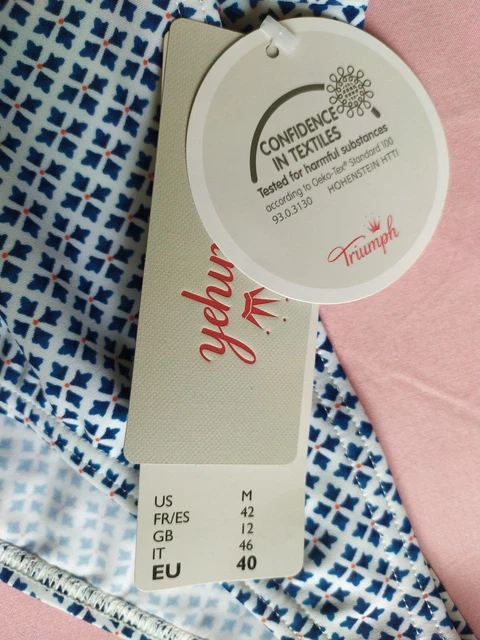 CONFIDENCE
IN TEXTILES
Tested for harmful substances
according to Oeko-Tex® Standard 100
93.0.3130 HOHENSTEIN HTTI
Triumph
US M
FR/ES 42
GB 12
IT 46
EU 40